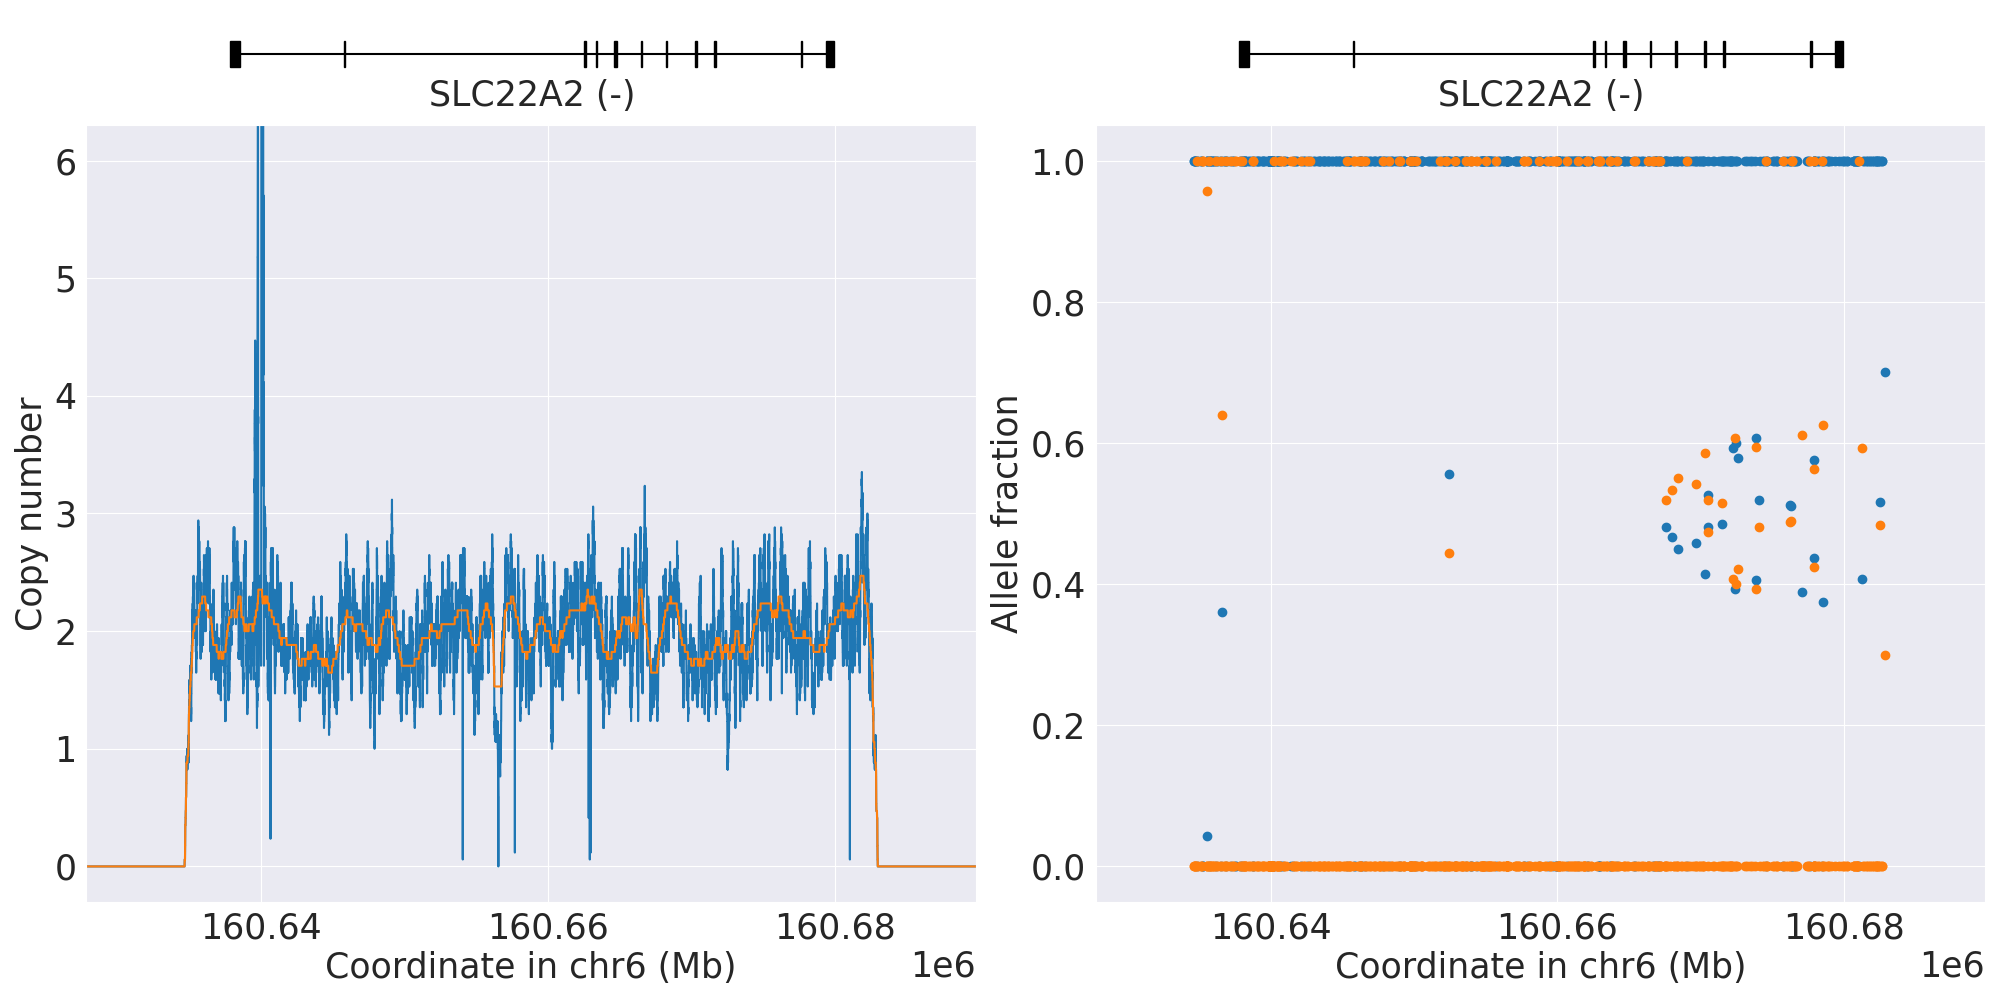 SLC22A2 (-)
SLC22A2 (-)
Copy number
6
5
4
3
2
1
0
160.64
160.66
160.68
Coordinate in chr6 (Mb)
1e6
Allele fraction
1.0
0.8
0.6
0.4
0.2
0.0
160.64
160.66
160.68
Coordinate in chr6 (Mb)
1e6